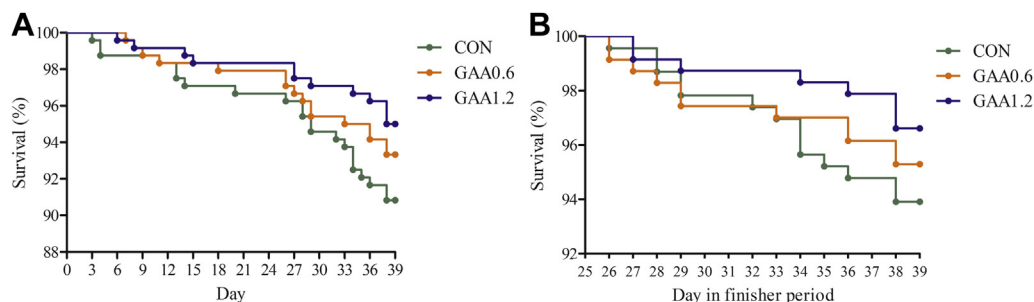 A
CON
GAA0.6
GAA1.2
Survival (%)
100
98
96
94
92
90
88
0 3 6 9 12 15 18 21 24 27 30 33 36 39
Day
B
CON
GAA0.6
GAA1.2
Survival (%)
100
98
96
94
92
25 26 27 28 29 30 31 32 33 34 35 36 37 38 39
Day in finisher period